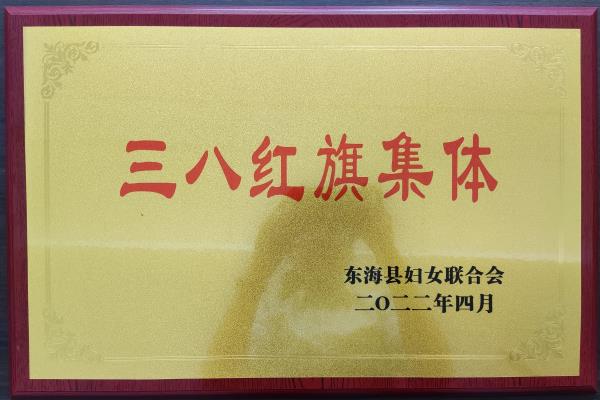 三八红旗集体
东海县妇女联合会
二〇二二年四月